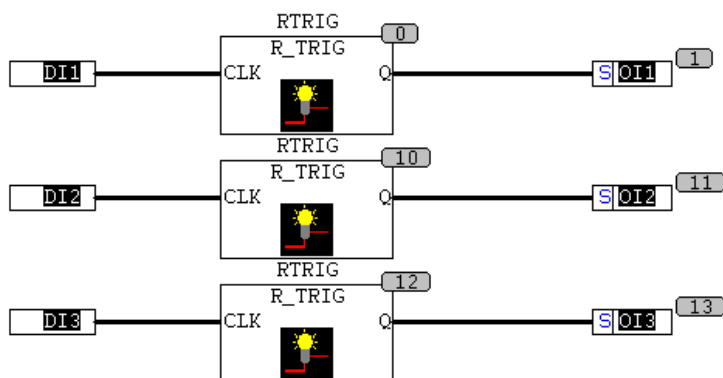 RTRIG
0
R_TRIG
DI1
CLK
Q
S
OI1
1
RTRIG
10
R_TRIG
DI2
CLK
Q
S
OI2
11
RTRIG
12
R_TRIG
DI3
CLK
Q
S
OI3
13